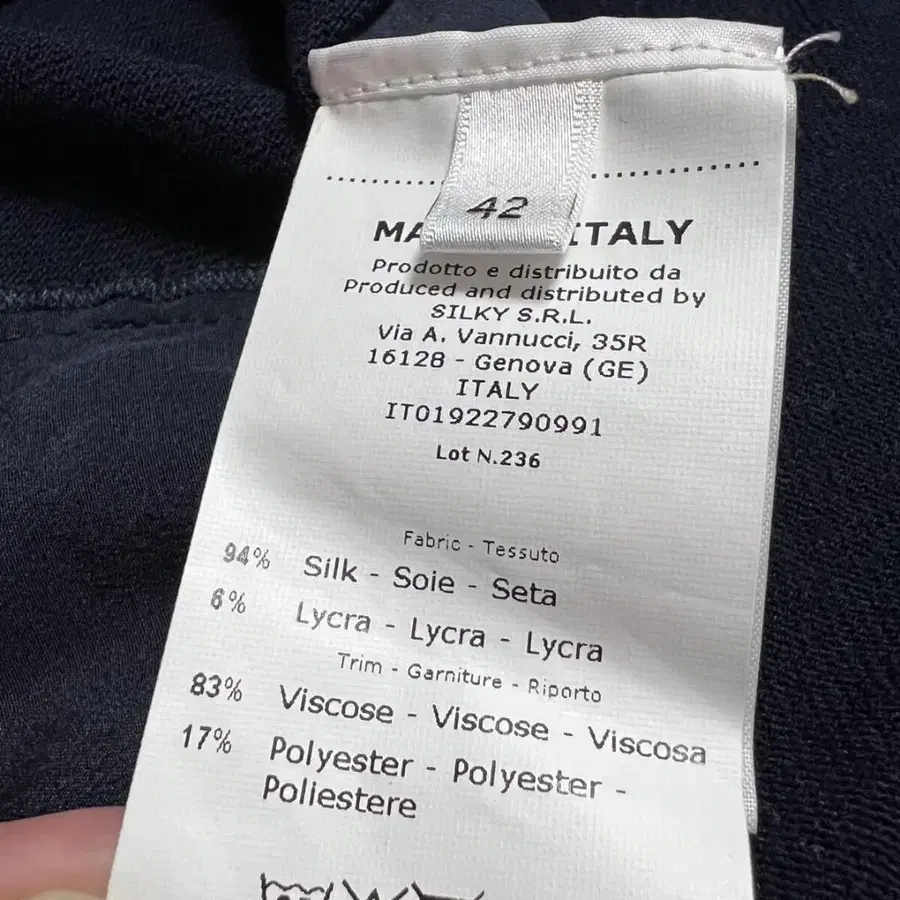 42
MA ITALY
Prodotto e distribuito da
Produced and distributed by
SILKY S.R.L.
Via A. Vannucci, 35R
16128 - Genova (GE)
ITALY
IT01922790991
Lot N.236
Fabric - Tessuto
94% Silk - Soie - Seta
6% Lycra - Lycra - Lycra
Trim - Garniture - Riporto
83% Viscose - Viscose - Viscosa
17% Polyester - Polyester -
Poliestere